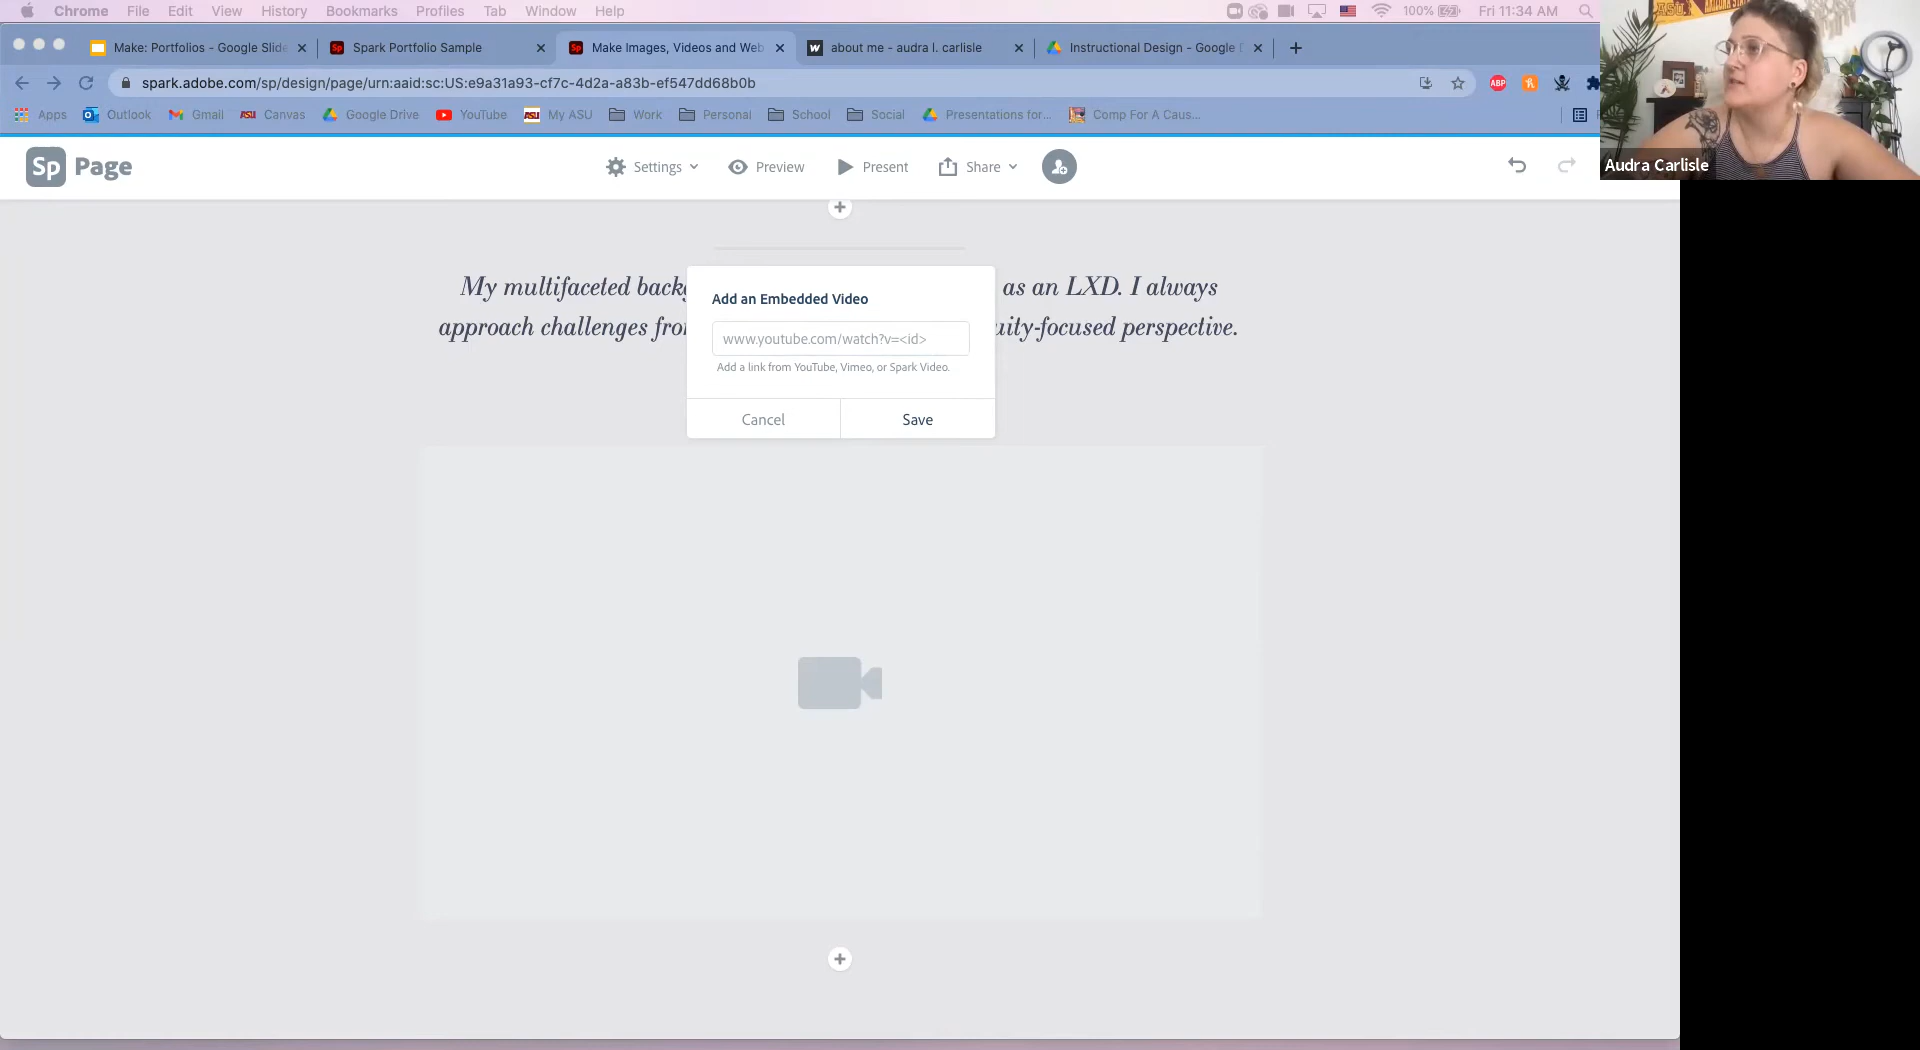 Chrome File Edit View History Bookmarks Profiles Tab Window Help 100% Fri 11:34 AM
Make: Portfolios - Google Slide Spark Portfolio Sample Make Images, Videos and Web about me - audra l. carlisle Instructional Design - Google
spark.adobe.com/sp/design/page/urn:aaid:sc:US:e9a31a93-cf7c-4d2a-a83b-ef547dd68b0b ABP
Apps Outlook Gmail ASU Canvas Google Drive YouTube ASU My ASU Work Personal School Social Presentations for... Comp For A Caus...
Sp Page Settings Preview Present Share
Audra Carlisle
My multifaceted as an LXD. I always
approach challenges perspective.
Add an Embedded Video
www.youtube.com/watch?v=<id>
Add a link from YouTube, Vimeo, or Spark Video.
Cancel Save